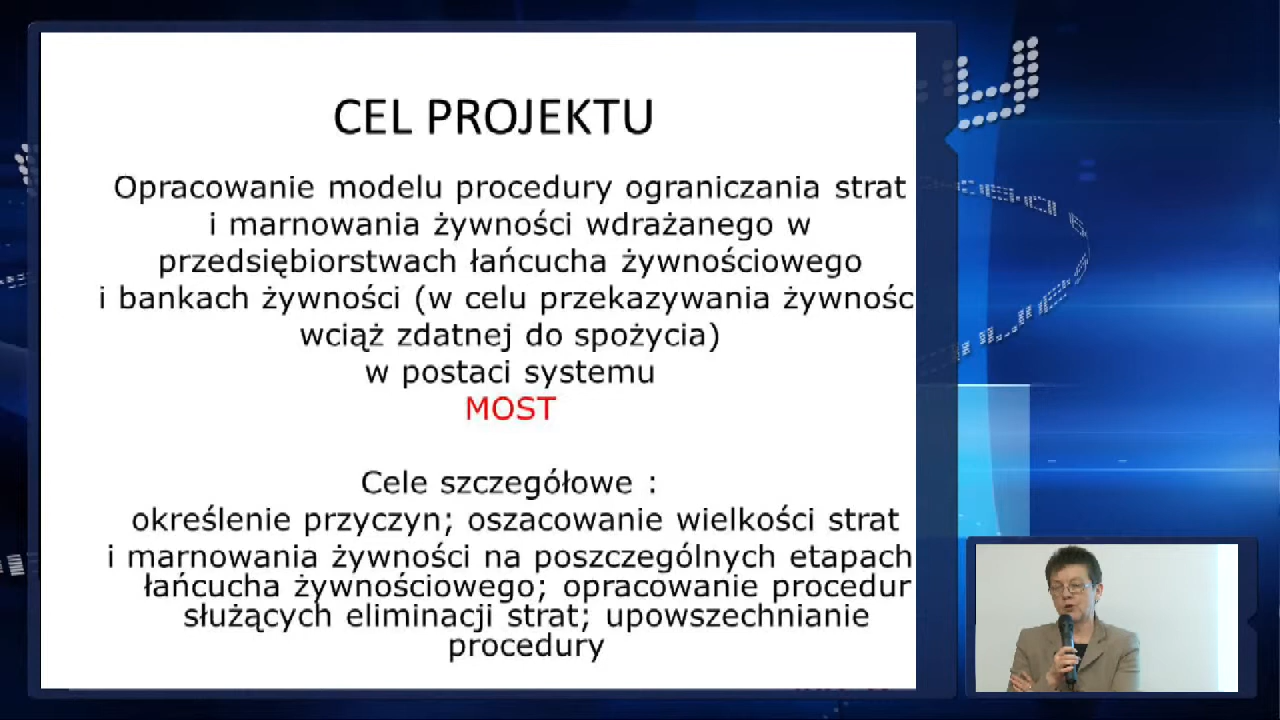 CEL PROJEKTU
Opracowanie modelu procedury ograniczania strat
i marnowania żywności wdrażanego w
przedsiębiorstwach łańcucha żywnościowego
i bankach żywności (w celu przekazywania żywnośc
wciąż zdatnej do spożycia)
w postaci systemu
MOST
Cele szczegółowe :
określenie przyczyn; oszacowanie wielkości strat
i marnowania żywności na poszczególnych etapach
łańcucha żywnościowego; opracowanie procedur
służących eliminacji strat; upowszechnianie
procedury